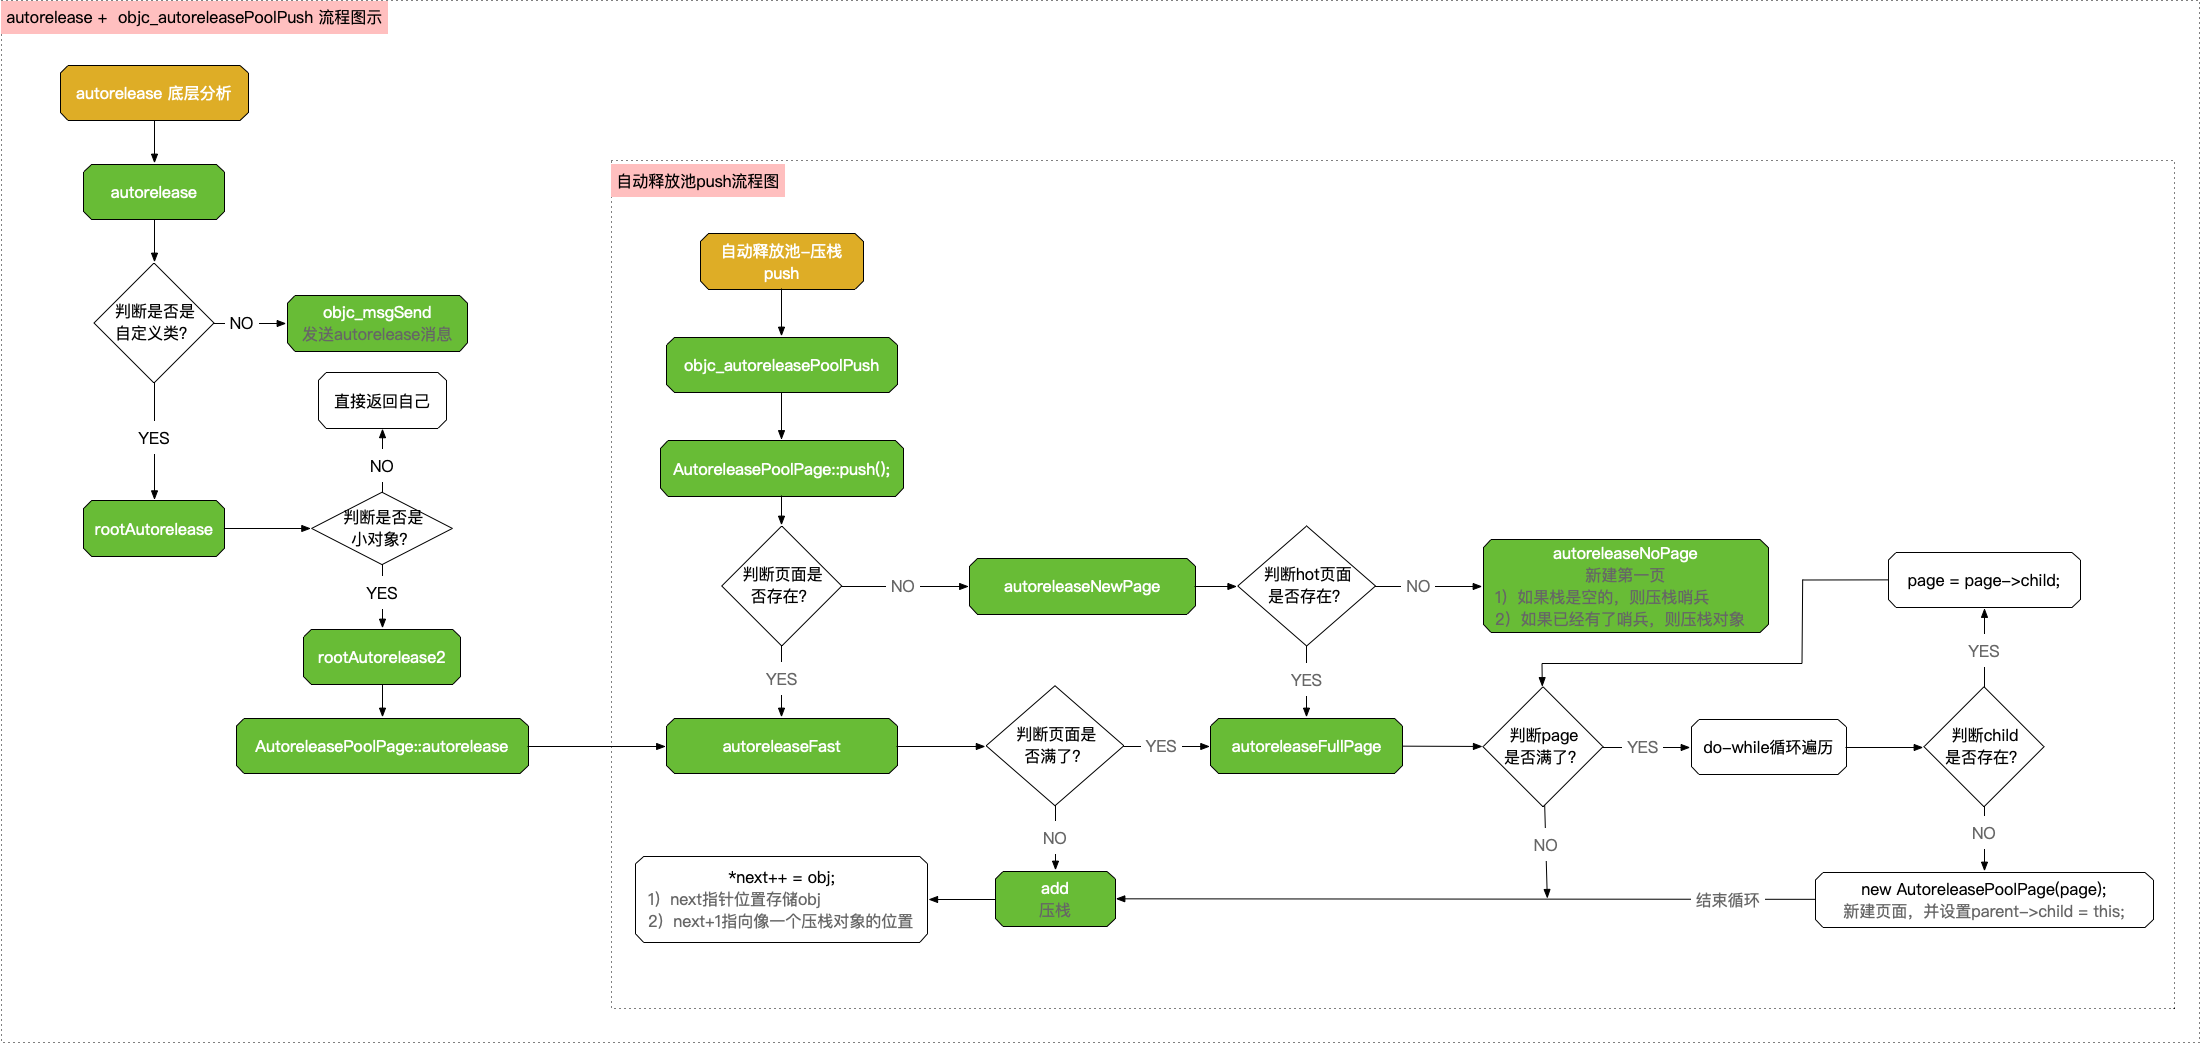 autorelease + objc_autoreleasePoolPush 流程图示
autorelease 底层分析
autorelease
判断是否是
自定义类?
NO
objc_msgSend
发送autorelease消息
YES
直接返回自己
NO
rootAutorelease
判断是否是
小对象?
YES
rootAutorelease2
AutoreleasePoolPage::autorelease
自动释放池push流程图
自动释放池-压栈
push
objc_autoreleasePoolPush
AutoreleasePoolPage::push();
判断页面是
否存在?
NO
autoreleaseNewPage
判断hot页面
是否存在?
NO
autoreleaseNoPage
新建第一页
1）如果栈是空的，则压栈哨兵
2）如果已经有了哨兵，则压栈对象
page = page->child;
YES
YES
YES
autoreleaseFast
判断页面是
否满了?
YES
autoreleaseFullPage
判断page
是否满了?
YES
do-while循环遍历
判断child
是否存在?
NO
NO
NO
*next++ = obj;
1）next指针位置存储obj
2）next+1指向像一个压栈对象的位置
add
压栈
结束循环
new AutoreleasePoolPage(page);
新建页面，并设置parent->child = this;